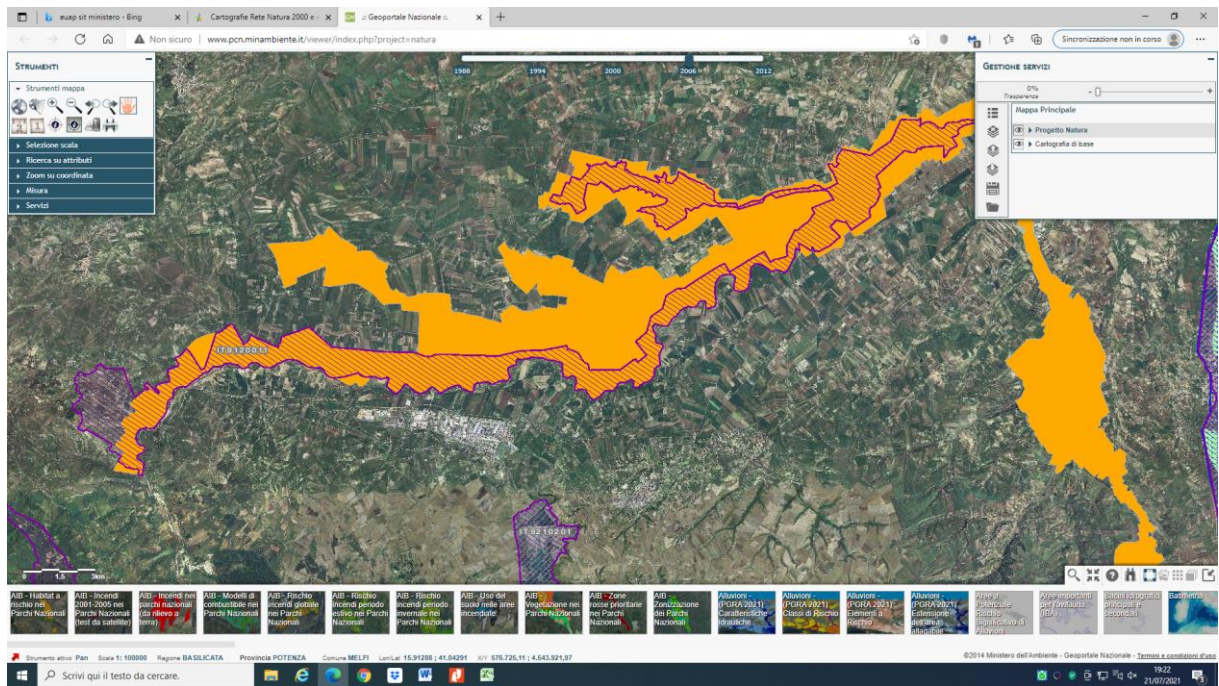 euap sit ministero - Bing
Cartografie Rete Natura 2000 e
.:: Geoportale Nazionale ::.
Non sicuro | www.pcn.minambiente.it/viewer/index.php?project=natura
Sincronizzazione non in corso
STRUMENTI
Strumenti mappa
Selezione scala
Ricerca su attributi
Zoom su coordinata
Misura
Servizi
1988 1994 2000 2006 2012
GESTIONE SERVIZI
0%
Trasparenza
Mappa Principale
Progetto Natura
Cartografia di base
IT9120011
IT9210201
0 1.5 3km
AIB - Habitat a rischio nei Parchi Nazionali
AIB - Incendi 2001-2005 nei Parchi Nazionali (test da satellite)
AIB - Incendi nei parchi nazionali (da rilievo a terra)
AIB - Modelli di combustibile nei Parchi Nazionali
AIB - Rischio incendi globale nei Parchi Nazionali
AIB - Rischio incendi periodo estivo nei Parchi Nazionali
AIB - Rischio incendi periodo invernale nei Parchi Nazionali
AIB - Uso del suolo nelle aree incendiate
AIB - Vegetazione nei Parchi Nazionali
AIB - Zone rosse prioritarie nei Parchi Nazionali
AIB - Zonizzazione Parchi Nazionali
Alluvioni - (PGRA 2021) Caratteristiche Idrauliche
Alluvioni - (PGRA 2021) Classi di Rischio
Alluvioni - (PGRA 2021) Elementi a Rischio
Alluvioni - (PGRA 2021) Estensione dell'area allagabile
Aree a Potenziale Rischio Significativo di Alluvioni
Aree importanti per l'avifauna (IBA)
Bacini idrografici principali e secondari
Batimetria
Strumento attivo Pan Scala 1: 100000 Regione BASILICATA Provincia POTENZA Comune MELFI Lon/Lat 15.91288 ; 41.04291 X/Y 576.725,11 ; 4.543.921,97
©2014 Ministero dell'Ambiente - Geoportale Nazionale - Termini e condizioni d'uso
Scrivi qui il testo da cercare.
19:22
21/07/2021